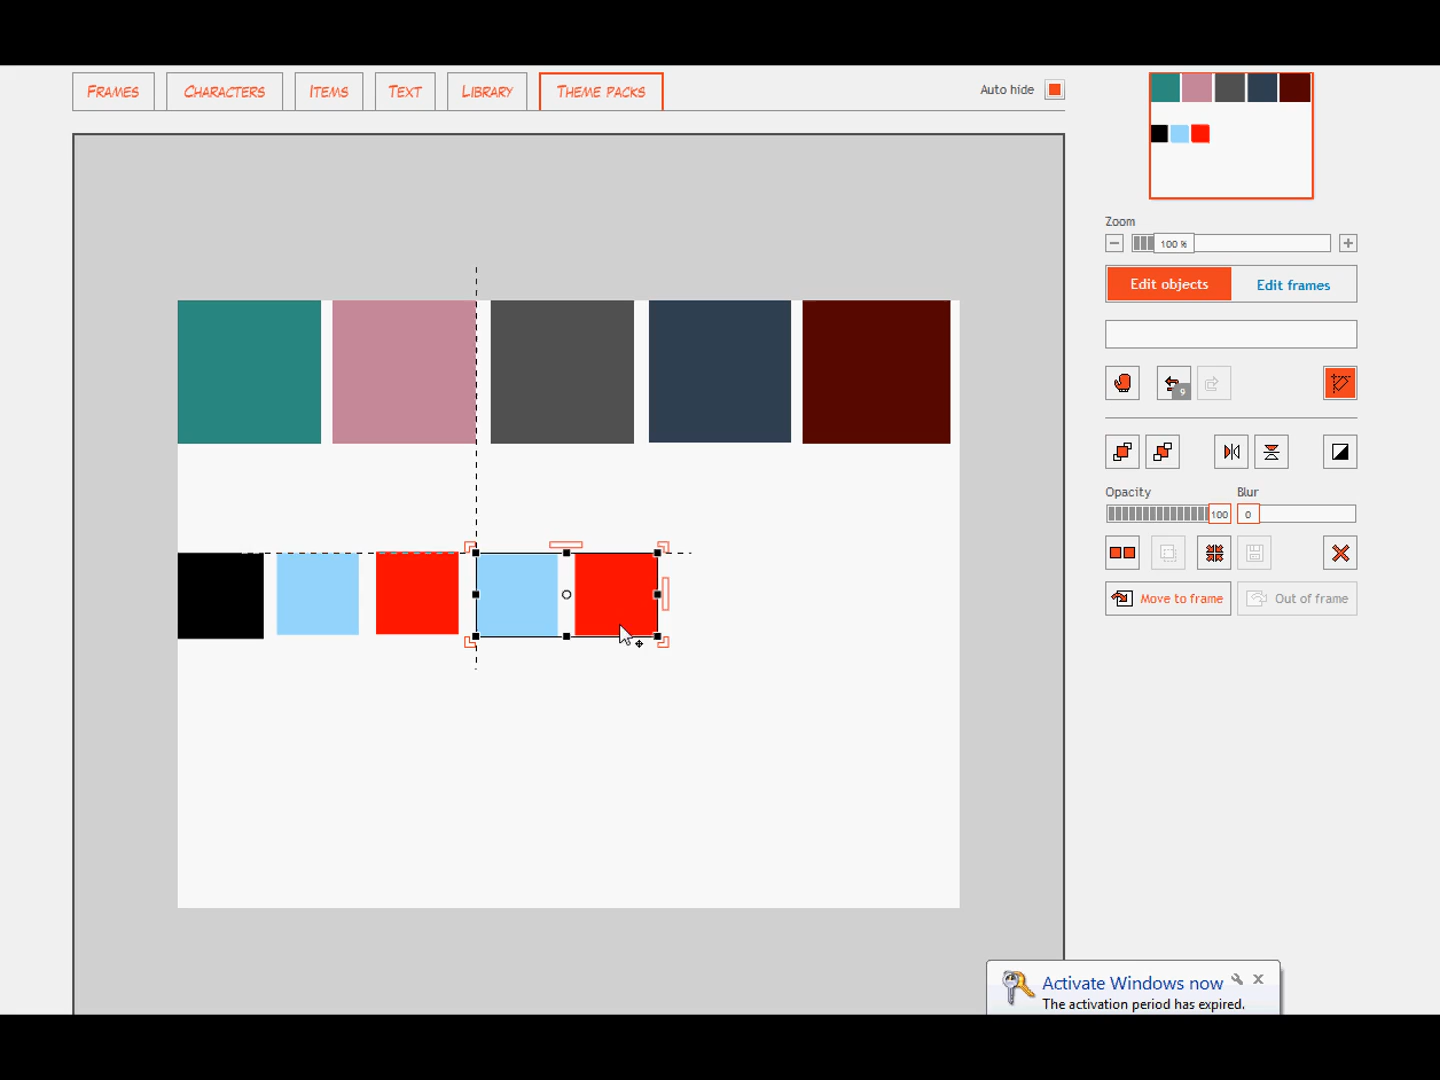 FRAMES
CHARACTERS
ITEMS
TEXT
LIBRARY
THEME PACKS
Auto hide
Zoom
100 %
Edit objects
Edit frames
9
Opacity
Blur
100
0
Move to frame
Out of frame
Activate Windows now
The activation period has expired.